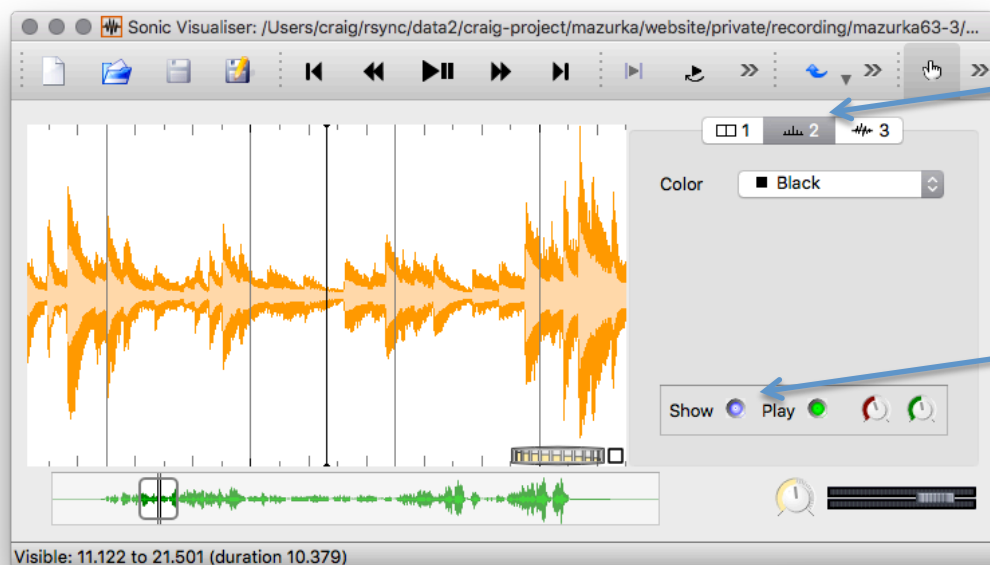 Sonic Visualiser: /Users/craig/rsync/data2/craig-project/mazurka/website/private/recording/mazurka63-3/...
1 2 3
Color Black
Show Play
Visible: 11.122 to 21.501 (duration 10.379)